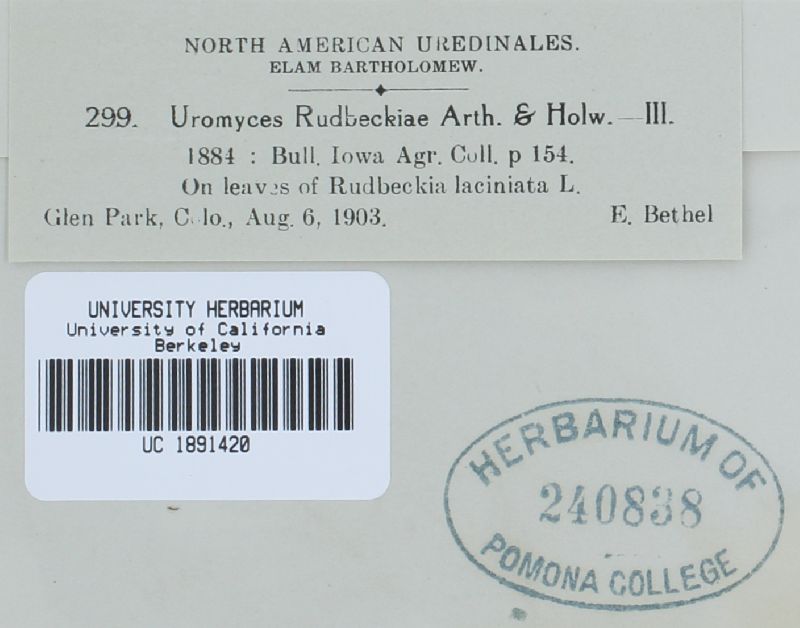 NORTH AMERICAN UREDINALES.
ELAM BARTHOLOMEW.
299. Uromyces Rudbeckiae Arth. & Holw.—III.
1884 : Bull. Iowa Agr. Coll. p 154.
On leaves of Rudbeckia laciniata L.
Glen Park, Colo., Aug. 6, 1903. E. Bethel
UNIVERSITY HERBARIUM
University of California
Berkeley
UC 1891420
HERBARIUM OF
240838
POMONA COLLEGE